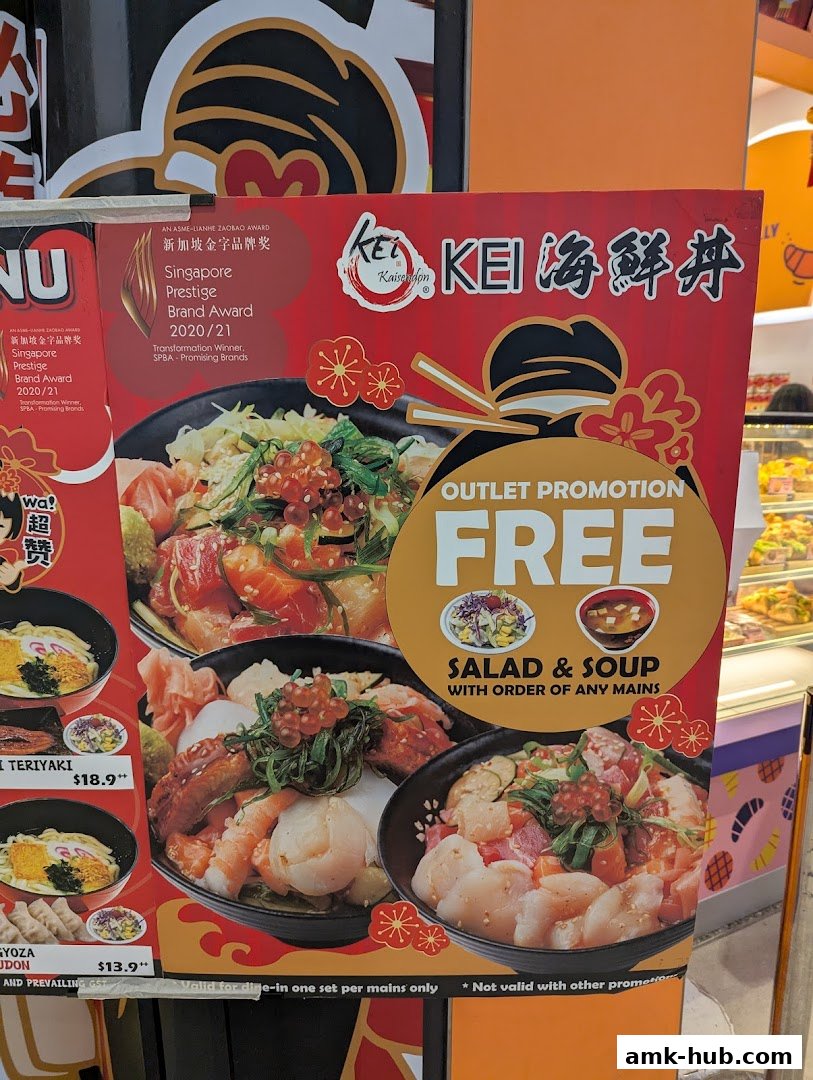 NU
AN ASME-LIANHE ZAOBAO AWARD
新加坡金字品牌奖
Singapore
Prestige
Brand Award
2020/21
Transformation Winner,
SPBA - Promising Brands
wa!
超
赞
I TERIYAKI
$18.9++
GYOZA
UDON
$13.9++
AND PREVAILING GST
AN ASME-LIANHE ZAOBAO AWARD
新加坡金字品牌奖
Singapore
Prestige
Brand Award
2020/21
Transformation Winner,
SPBA - Promising Brands
KEi
Kaisendon
®
KEI 海鮮丼
OUTLET PROMOTION
FREE
SALAD & SOUP
WITH ORDER OF ANY MAINS
* Valid for dine-in one set per mains only * Not valid with other promotions
LLY
amk-hub.com